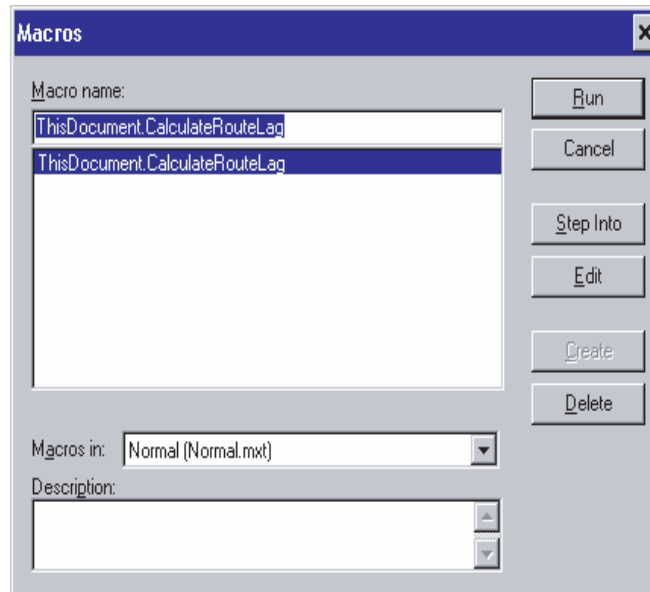 Macros
Macro name:
ThisDocument.CalculateRouteLag
ThisDocument.CalculateRouteLag
Run
Cancel
Step Into
Edit
Create
Delete
Macros in: Normal (Normal.mxt)
Description: